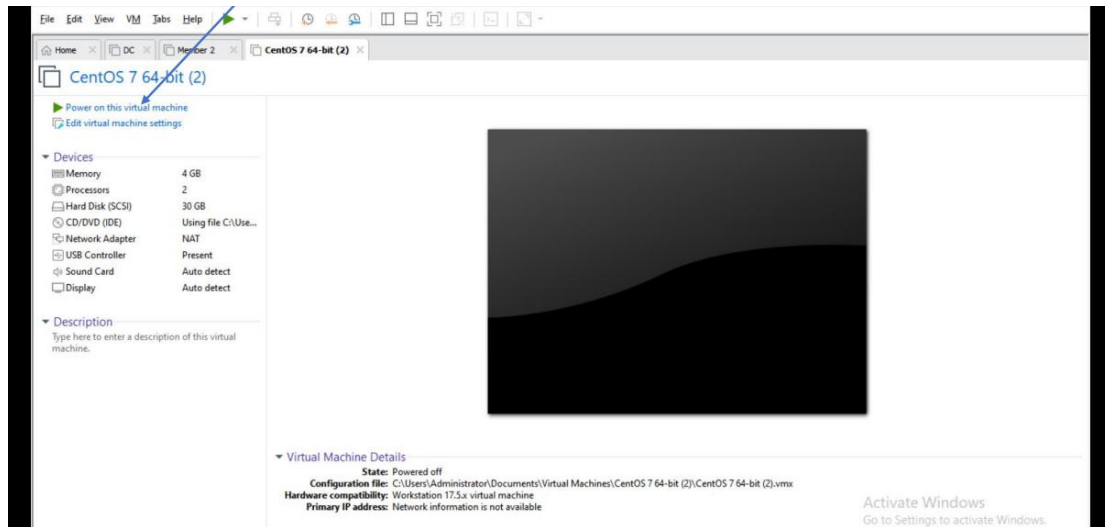 File Edit View VM Tabs Help
Home DC Member 2 CentOS 7 64-bit (2)
CentOS 7 64-bit (2)
Power on this virtual machine
Edit virtual machine settings
Devices
Memory 4 GB
Processors 2
Hard Disk (SCSI) 30 GB
CD/DVD (IDE) Using file C:\Use...
Network Adapter NAT
USB Controller Present
Sound Card Auto detect
Display Auto detect
Description
Type here to enter a description of this virtual
machine.
Virtual Machine Details
State: Powered off
Configuration file: C:\Users\Administrator\Documents\Virtual Machines\CentOS 7 64-bit (2)\CentOS 7 64-bit (2).vmx
Hardware compatibility: Workstation 17.5.x virtual machine
Primary IP address: Network information is not available
Activate Windows
Go to Settings to activate Windows.